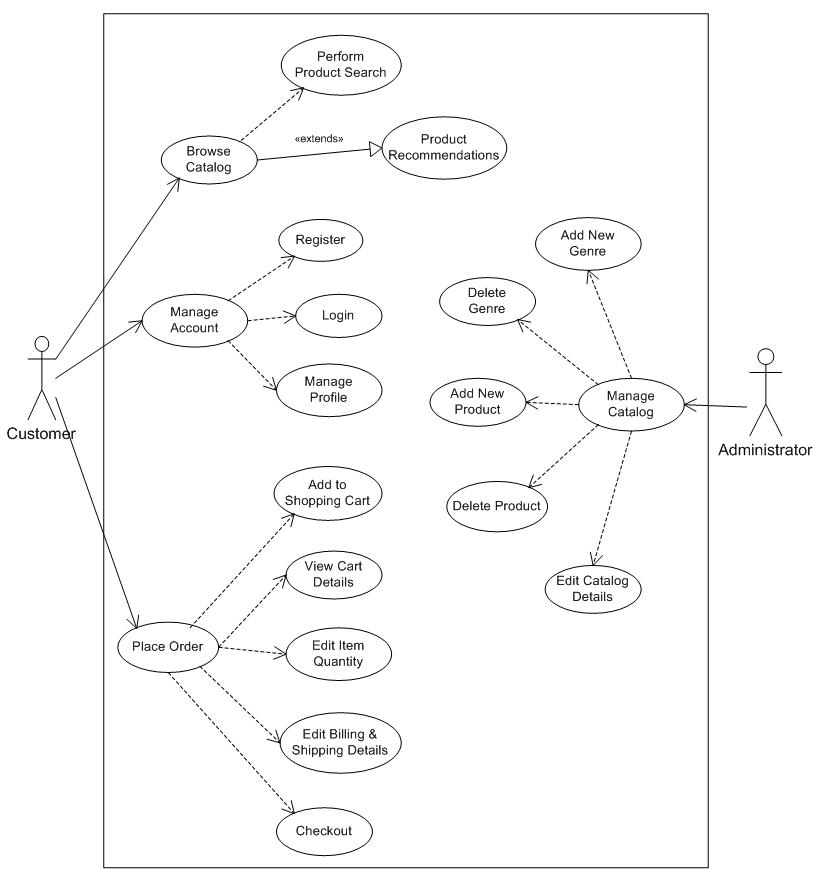 Perform
Product Search
«extends»
Product
Recommendations
Browse
Catalog
Register
Add New
Genre
Delete
Genre
Manage
Account
Login
Manage
Profile
Add New
Product
Manage
Catalog
Customer
Administrator
Add to
Shopping Cart
Delete Product
View Cart
Details
Edit Catalog
Details
Place Order
Edit Item
Quantity
Edit Billing &
Shipping Details
Checkout